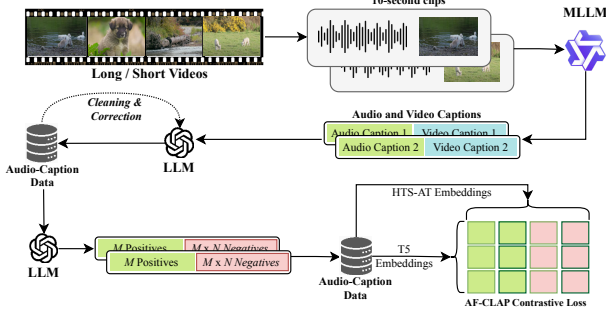 10-second clips
MLLM
Long / Short Videos
Cleaning &
Correction
Audio and Video Captions
Audio Caption 1 Video Caption 1
Audio Caption 2 Video Caption 2
LLM
Audio-Caption
Data
HTS-AT Embeddings
LLM
M Positives M x N Negatives
M Positives M x N Negatives
T5
Embeddings
Audio-Caption
Data
AF-CLAP Contrastive Loss